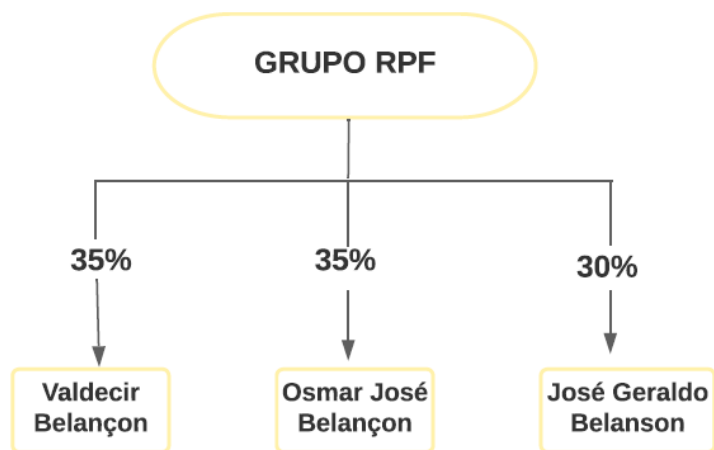 GRUPO RPF
35%
35%
30%
Valdecir
Belançon
Osmar José
Belançon
José Geraldo
Belanson